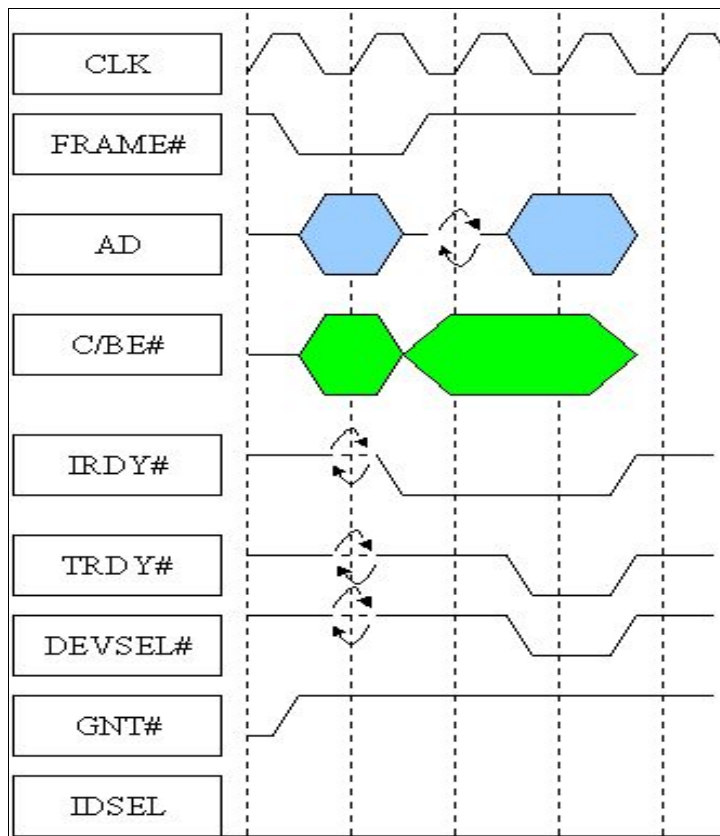 CLK
FRAME#
AD
C/BE#
IRDY#
TRDY#
DEVSEL#
GNT#
IDSEL